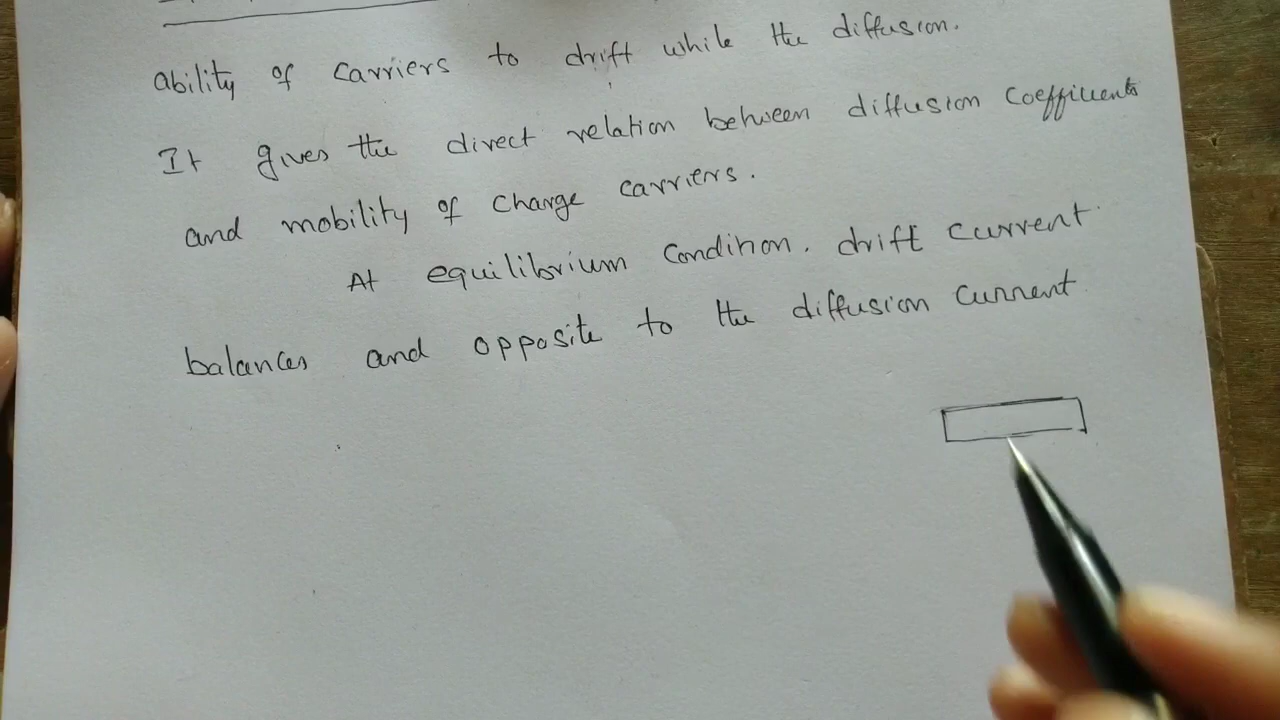 ability of carriers to drift while the diffusion.
It gives the direct relation between diffusion coefficients
and mobility of charge carriers.
At equilibrium condition, drift current
balances and opposite to the diffusion current